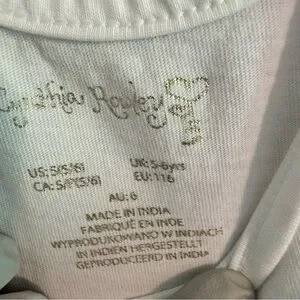 Cynthia Rowley
US: S(5/6) UK: 5-6yrs
CA: S/P(5/6) EU: 116
AU: 6
MADE IN INDIA
FABRIQUÉ EN INDE
WYPRODUKOWANO W INDIACH
IN INDIEN HERGESTELLT
GEPRODUCEERD IN INDIA